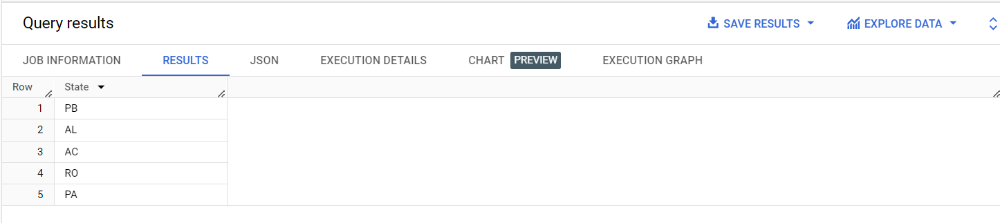 Query results SAVE RESULTS EXPLORE DATA
JOB INFORMATION RESULTS JSON EXECUTION DETAILS CHART PREVIEW EXECUTION GRAPH
Row State
1 PB
2 AL
3 AC
4 RO
5 PA